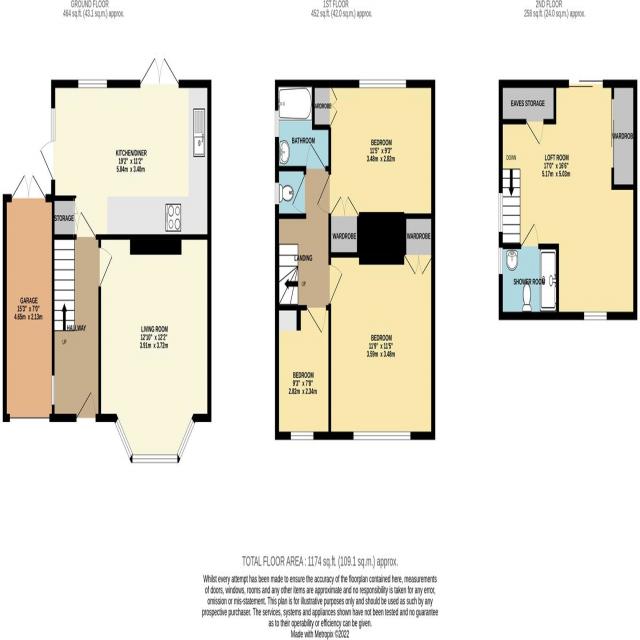 GROUND FLOOR
464 sq.ft. (43.1 sq.m.) approx.
1ST FLOOR
452 sq.ft. (42.0 sq.m.) approx.
2ND FLOOR
258 sq.ft. (24.0 sq.m.) approx.
KITCHEN/DINER
19'2" x 11'2"
5.84m x 3.40m
STORAGE
GARAGE
15'3" x 7'0"
4.65m x 2.13m
HALLWAY
UP
LIVING ROOM
12'10" x 12'2"
3.91m x 3.72m
WARDROBE
BATHROOM
BEDROOM
11'5" x 9'3"
3.48m x 2.82m
WARDROBE
WARDROBE
LANDING
UP
BEDROOM
11'9" x 11'5"
3.59m x 3.48m
BEDROOM
9'3" x 7'8"
2.82m x 2.34m
EAVES STORAGE
WARDROBE
DOWN
LOFT ROOM
17'0" x 16'6"
5.17m x 5.03m
SHOWER ROOM
TOTAL FLOOR AREA : 1174 sq.ft. (109.1 sq.m.) approx.
Whilst every attempt has been made to ensure the accuracy of the floorplan contained here, measurements
of doors, windows, rooms and any other items are approximate and no responsibility is taken for any error,
omission or mis-statement. This plan is for illustrative purposes only and should be used as such by any
prospective purchaser. The services, systems and appliances shown have not been tested and no guarantee
as to their operability or efficiency can be given.
Made with Metropix ©2022